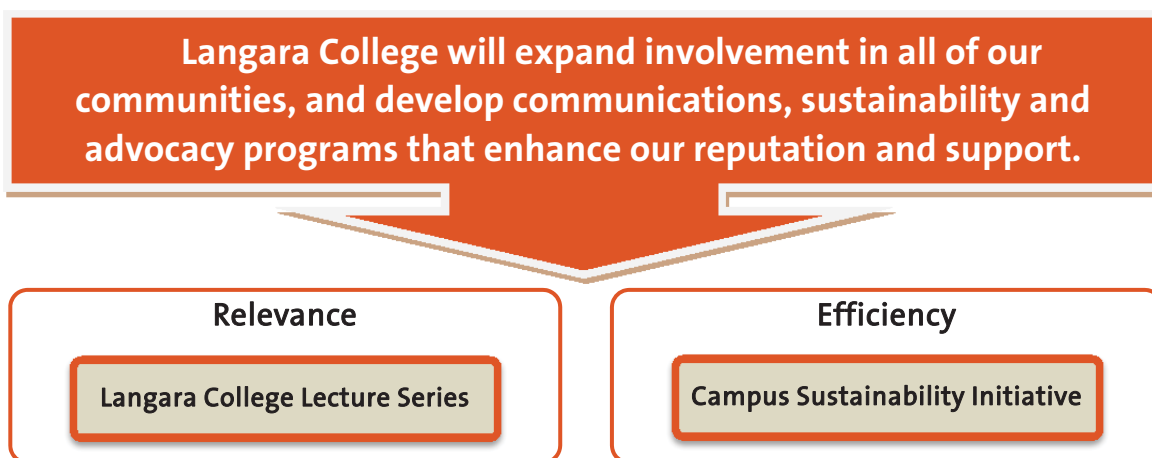 Langara College will expand involvement in all of our
communities, and develop communications, sustainability and
advocacy programs that enhance our reputation and support.
Relevance
Langara College Lecture Series
Efficiency
Campus Sustainability Initiative